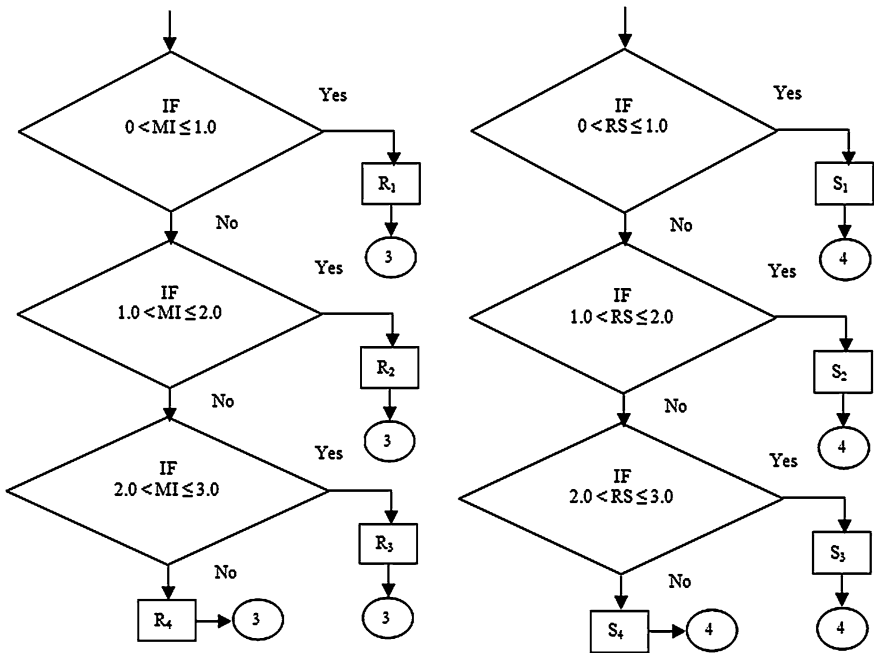 IF
0 < MI ≤ 1.0
Yes
R₁
3
No
IF
1.0 < MI ≤ 2.0
Yes
R₂
3
No
IF
2.0 < MI ≤ 3.0
Yes
R₃
3
No
R₄
3
IF
0 < RS ≤ 1.0
Yes
S₁
4
No
IF
1.0 < RS ≤ 2.0
Yes
S₂
4
No
IF
2.0 < RS ≤ 3.0
Yes
S₃
4
No
S₄
4